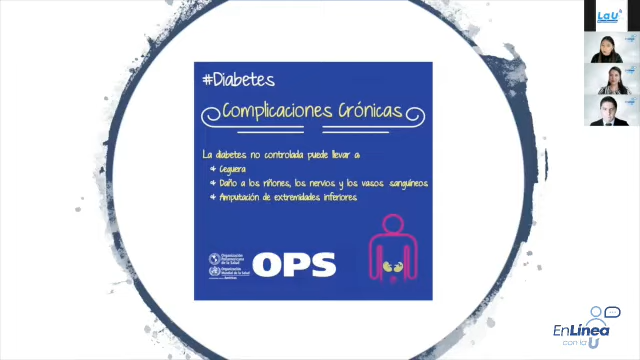 #Diabetes
Complicaciones Crónicas
La diabetes no controlada puede llevar a:
Ceguera
Daño a los riñones, los nervios y los vasos sanguíneos
Amputación de extremidades inferiores
Organización
Panamericana
de la Salud
Organización
Mundial de la Salud
OPS
La U
EnLínea
con la U